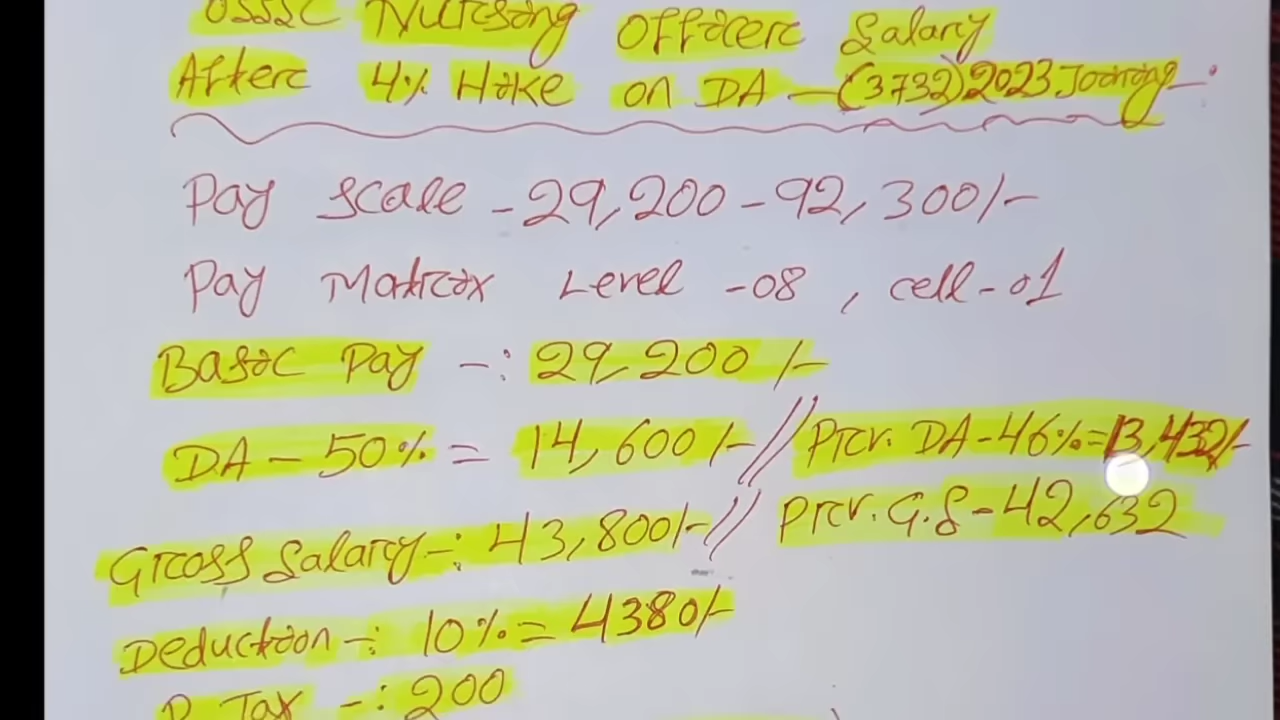 OSSSC Nursing Officer Salary
After 4% Hike on DA - (3732) 2023 Joining -:
Pay Scale - 29,200 - 92,300/-
Pay Matrix Level - 08 , cell - 01
Basic Pay -: 29,200/-
DA - 50% = 14,600/- // Prev. DA - 46% = 13,432/-
Gross Salary -: 43,800/- // Prev. G.S - 42,632
Deduction -: 10% = 4380/-
P. Tax -: 200